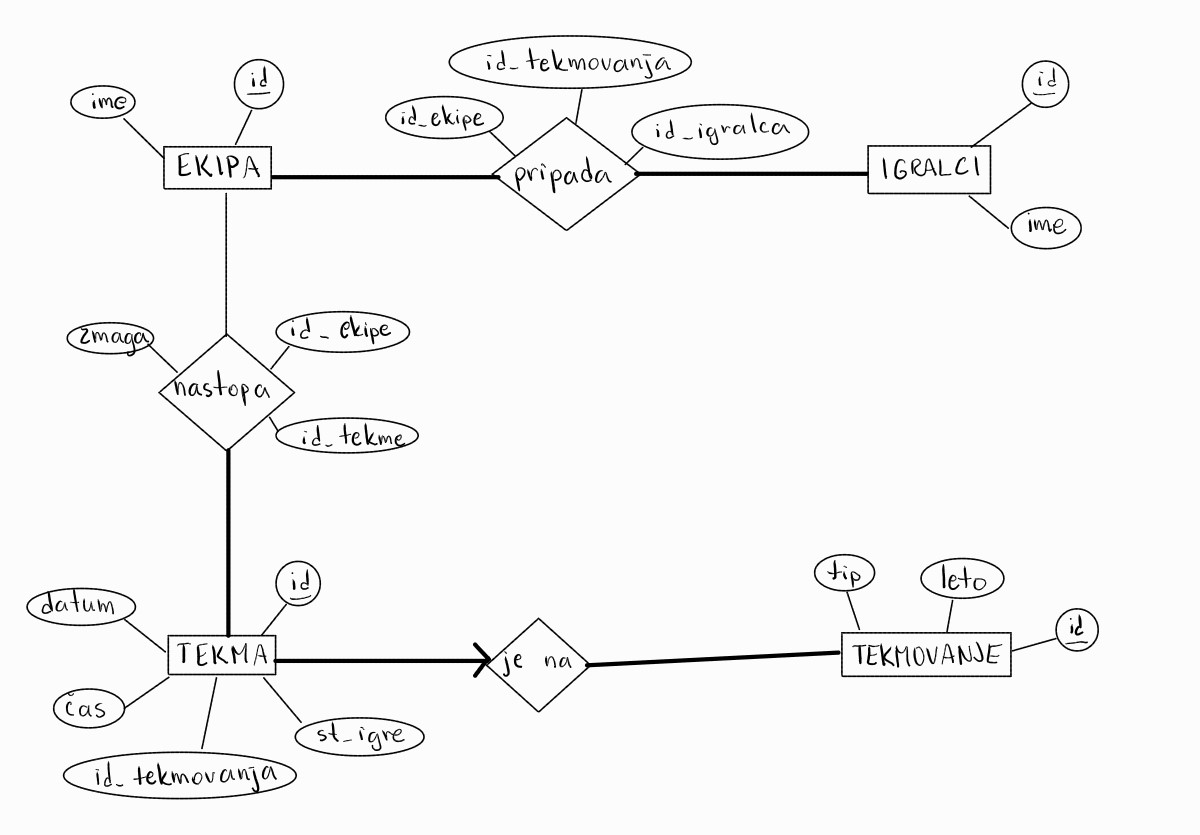 id_tekmovanja
id
id
ime
id_ekipe
id_igralca
EKIPA
pripada
IGRALCI
ime
zmaga
id_ekipe
nastopa
id_tekme
tip
leto
id
datum
id
TEKMA
je na
TEKMOVANJE
čas
st_igre
id_tekmovanja